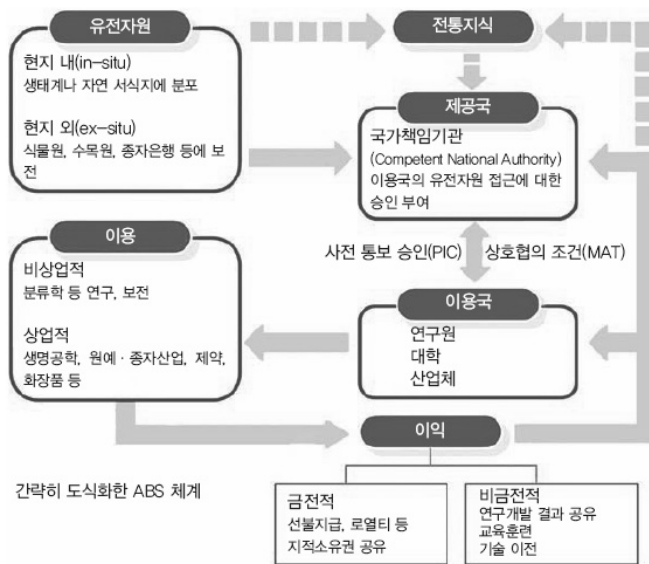 유전자원
현지 내(in-situ)
생태계나 자연 서식지에 분포
현지 외(ex-situ)
식물원, 수목원, 종자은행 등에 보
전
전통지식
제공국
국가책임기관
(Competent National Authority)
이용국의 유전자원 접근에 대한
승인 부여
사전 통보 승인(PIC) 상호협의 조건(MAT)
이용
비상업적
분류학 등 연구, 보전
상업적
생명공학, 원예·종자산업, 제약,
화장품 등
이용국
연구원
대학
산업체
이익
간략히 도식화한 ABS 체계
금전적
선불지급, 로열티 등
지적소유권 공유
비금전적
연구개발 결과 공유
교육훈련
기술 이전